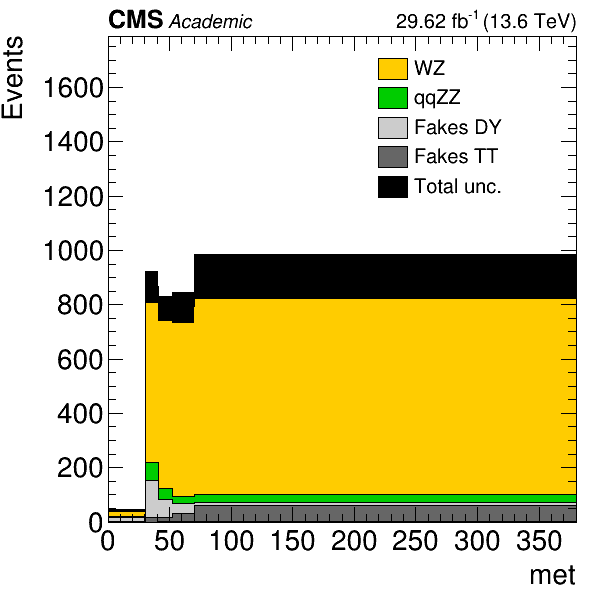 CMS Academic 29.62 fb-1 (13.6 TeV)
Events
WZ
qqZZ
Fakes DY
Fakes TT
Total unc.
1600
1400
1200
1000
800
600
400
200
0
0 50 100 150 200 250 300 350
met